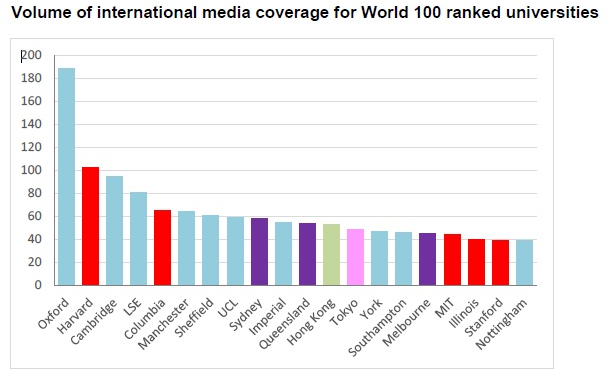 Volume of international media coverage for World 100 ranked universities
200
180
160
140
120
100
80
60
40
20
0
Oxford
Harvard
Cambridge
LSE
Columbia
Manchester
Sheffield
UCL
Sydney
Imperial
Queensland
Hong Kong
Tokyo
York
Southampton
Melbourne
MIT
Illinois
Stanford
Nottingham